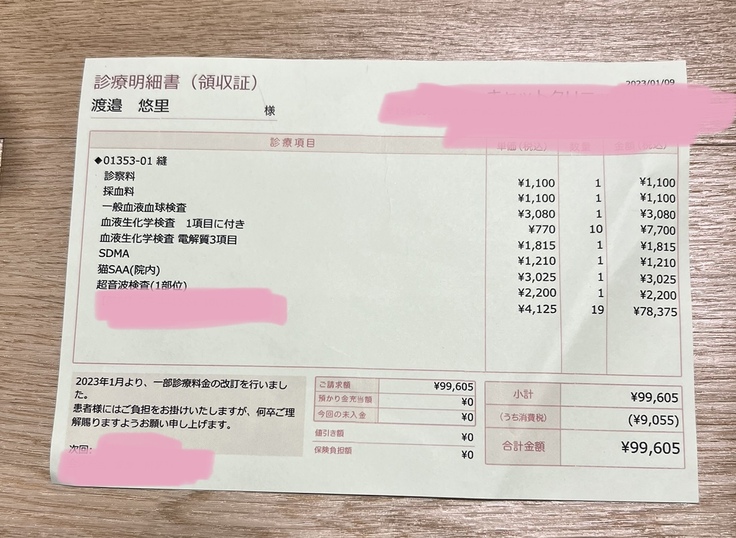 診療明細書（領収証）
2023/01/09
渡邉 悠里 様
診療項目
◆01353-01 縫
診察料 ¥1,100 1 ¥1,100
採血料 ¥1,100 1 ¥1,100
一般血液血球検査 ¥3,080 1 ¥3,080
血液生化学検査 1項目に付き ¥770 10 ¥7,700
血液生化学検査 電解質3項目 ¥1,815 1 ¥1,815
SDMA ¥1,210 1 ¥1,210
猫SAA(院内) ¥3,025 1 ¥3,025
超音波検査(1部位) ¥2,200 1 ¥2,200
¥4,125 19 ¥78,375
2023年1月より、一部診療料金の改訂を行いまし
た。
患者様にはご負担をお掛けいたしますが、何卒ご理
解賜りますようお願い申し上げます。
次回:
ご請求額 ¥99,605
預かり金充当額 ¥0
今回の未入金 ¥0
値引き額 ¥0
保険負担額 ¥0
小計 ¥99,605
（うち消費税） (¥9,055)
合計金額 ¥99,605